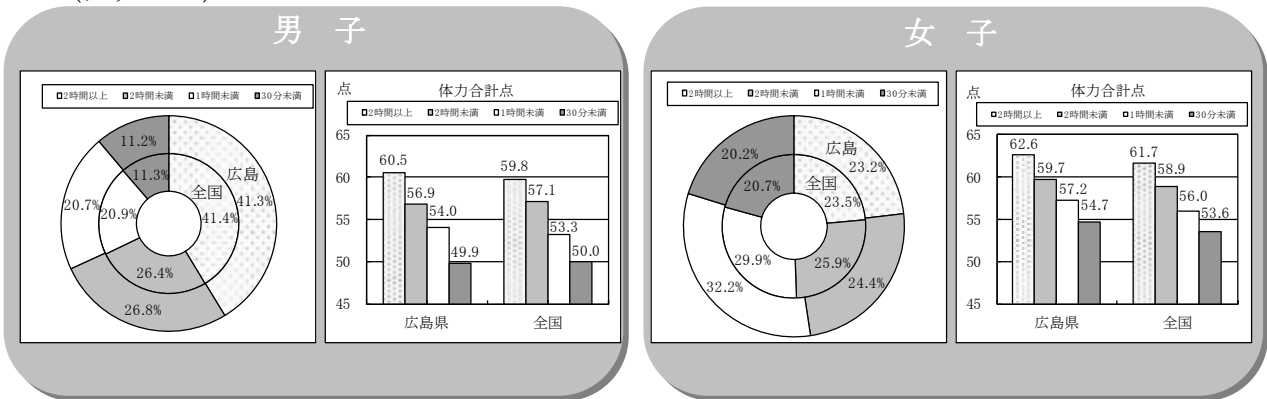 男 子
□2時間以上 ■2時間未満 □1時間未満 ■30分未満
11.2%
11.3%
広島
全国
41.3%
41.4%
20.7%
20.9%
26.4%
26.8%
点
体力合計点
□2時間以上 ■2時間未満 □1時間未満 ■30分未満
65
60
55
50
45
60.5
56.9
54.0
49.9
59.8
57.1
53.3
50.0
広島県
全国
女 子
□2時間以上 □2時間未満 □1時間未満 ■30分未満
20.2%
20.7%
広島
23.2%
全国
23.5%
29.9%
25.9%
32.2%
24.4%
点
体力合計点
□2時間以上 ■2時間未満 □1時間未満 ■30分未満
65
60
55
50
45
62.6
59.7
57.2
54.7
61.7
58.9
56.0
53.6
広島県
全国